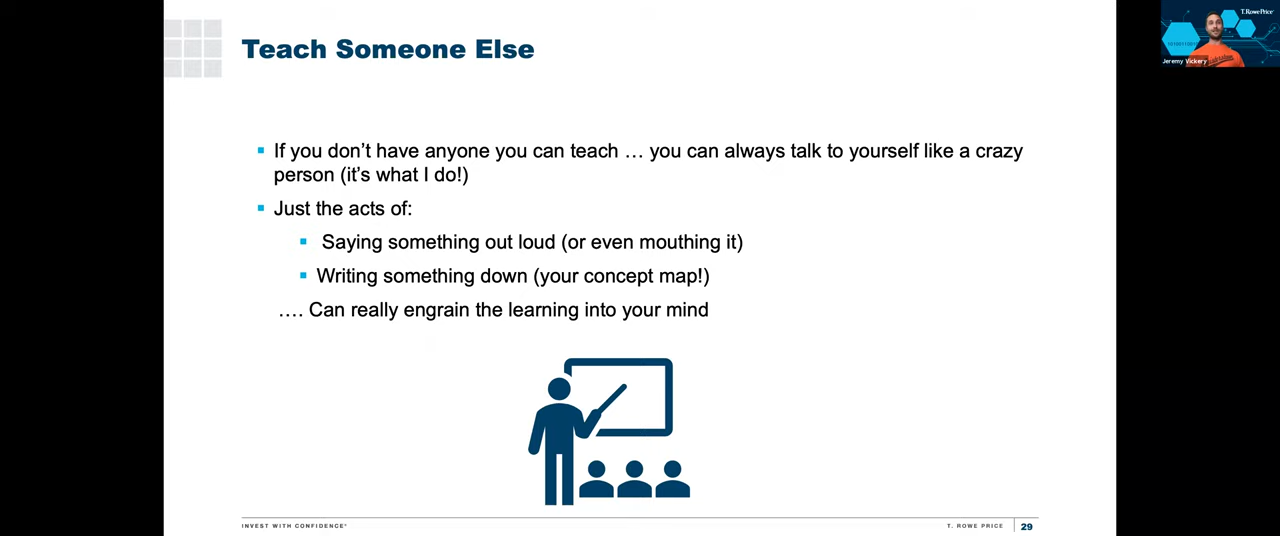 Teach Someone Else
If you don't have anyone you can teach … you can always talk to yourself like a crazy
person (it's what I do!)
Just the acts of:
Saying something out loud (or even mouthing it)
Writing something down (your concept map!)
…. Can really engrain the learning into your mind
INVEST WITH CONFIDENCE®
T. ROWE PRICE
29
T.RowePrice®
Jeremy Vickery